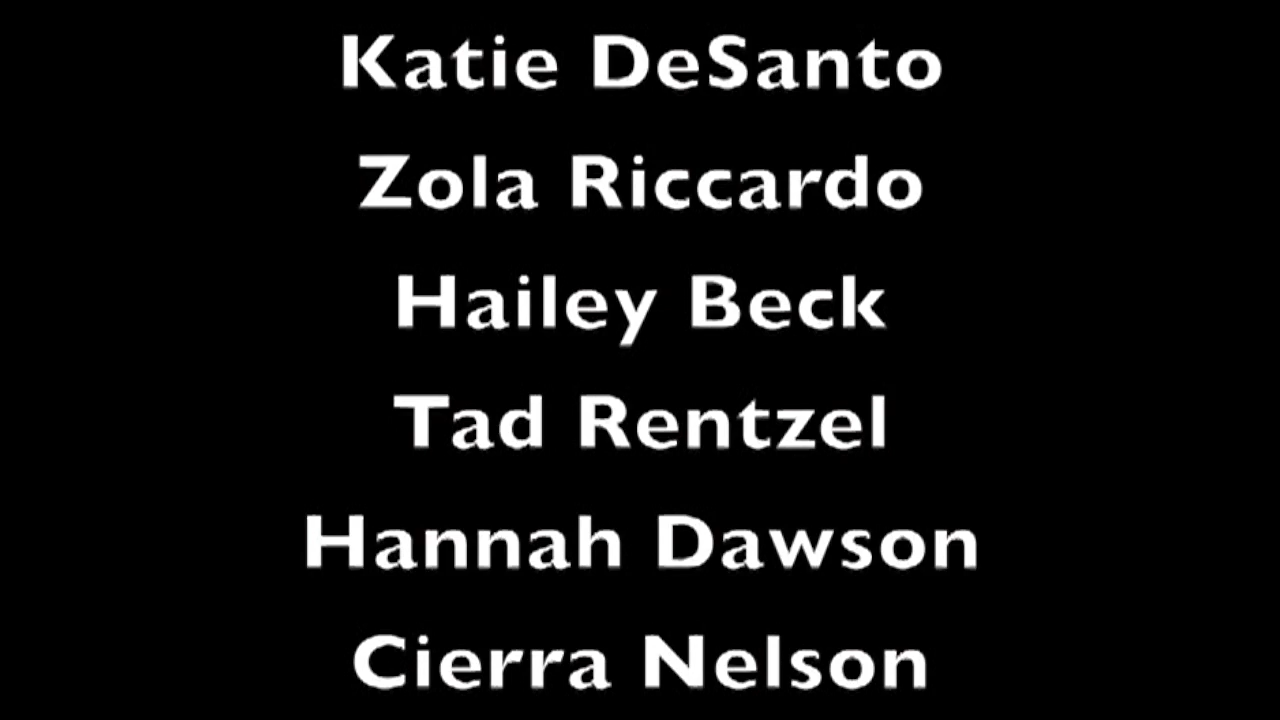 Katie DeSanto
Zola Riccardo
Hailey Beck
Tad Rentzel
Hannah Dawson
Cierra Nelson